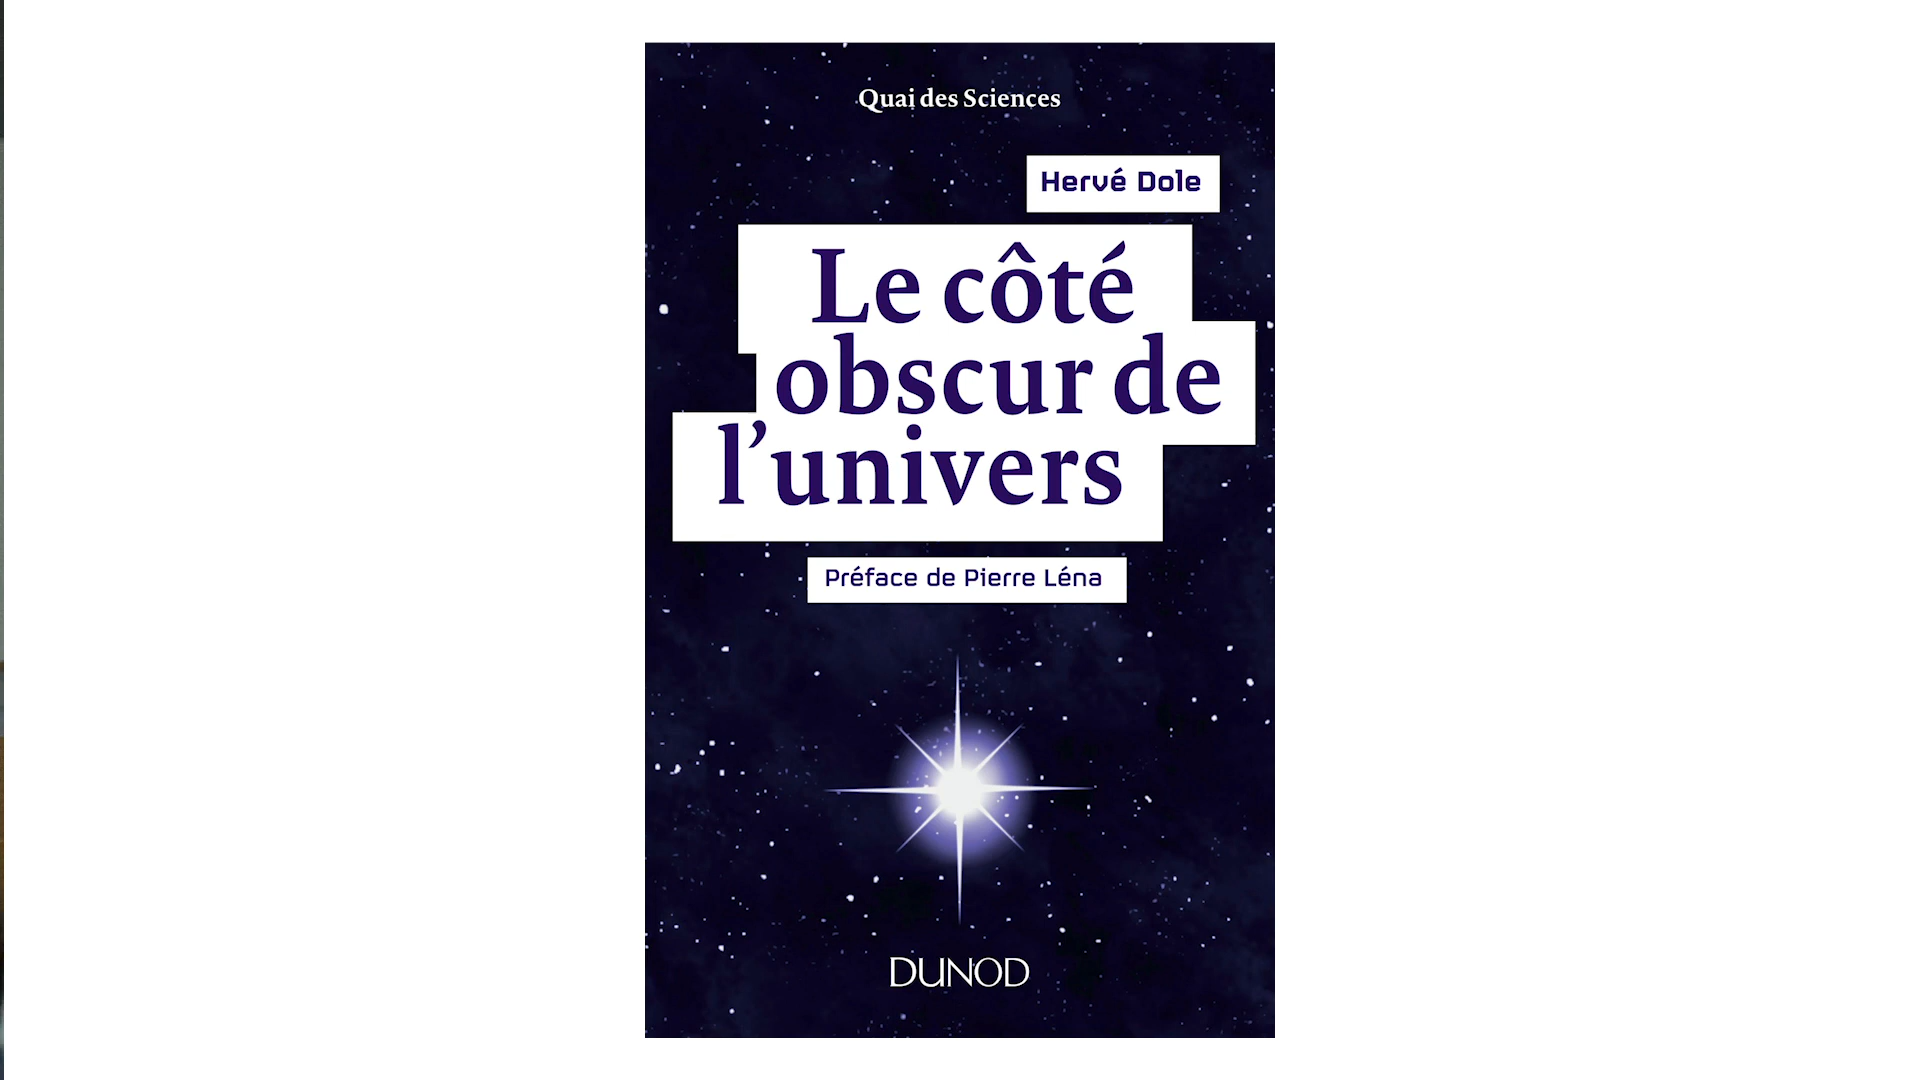 Quai des Sciences
Hervé Dole
Le côté
obscur de
l’univers
Préface de Pierre Léna
DUNOD